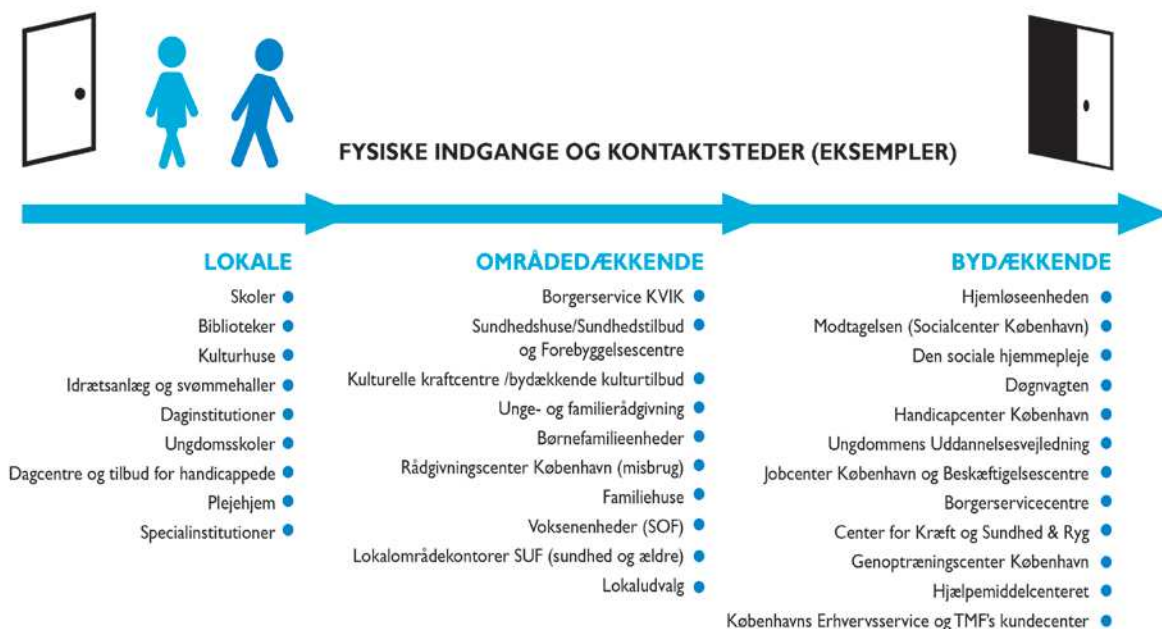 FYSISKE INDGANGE OG KONTAKTSTEDER (EKSEMPLER)
LOKALE
Skoler
Biblioteker
Kulturhuse
Idrætsanlæg og svømmehaller
Daginstitutioner
Ungdomsskoler
Dagcentre og tilbud for handicappede
Plejehjem
Specialinstitutioner
OMRÅDEDÆKKENDE
Borgerservice KVIK
Sundhedshuse/Sundhedstilbud
og Forebyggelsescentre
Kulturelle kraftcentre /bydækkende kulturtilbud
Unge- og familierådgivning
Børnefamilieenheder
Rådgivningscenter København (misbrug)
Familiehuse
Voksenenheder (SOF)
Lokalområdekontorer SUF (sundhed og ældre)
Lokaludvalg
BYDÆKKENDE
Hjemløseenheden
Modtagelsen (Socialcenter København)
Den sociale hjemmepleje
Døgnvagten
Handicapcenter København
Ungdommens Uddannelsesvejledning
Jobcenter København og Beskæftigelsescentre
Borgerservicecentre
Center for Kræft og Sundhed & Ryg
Genoptræningscenter København
Hjælpemiddelcenteret
Københavns Erhvervsservice og TMF's kundecenter